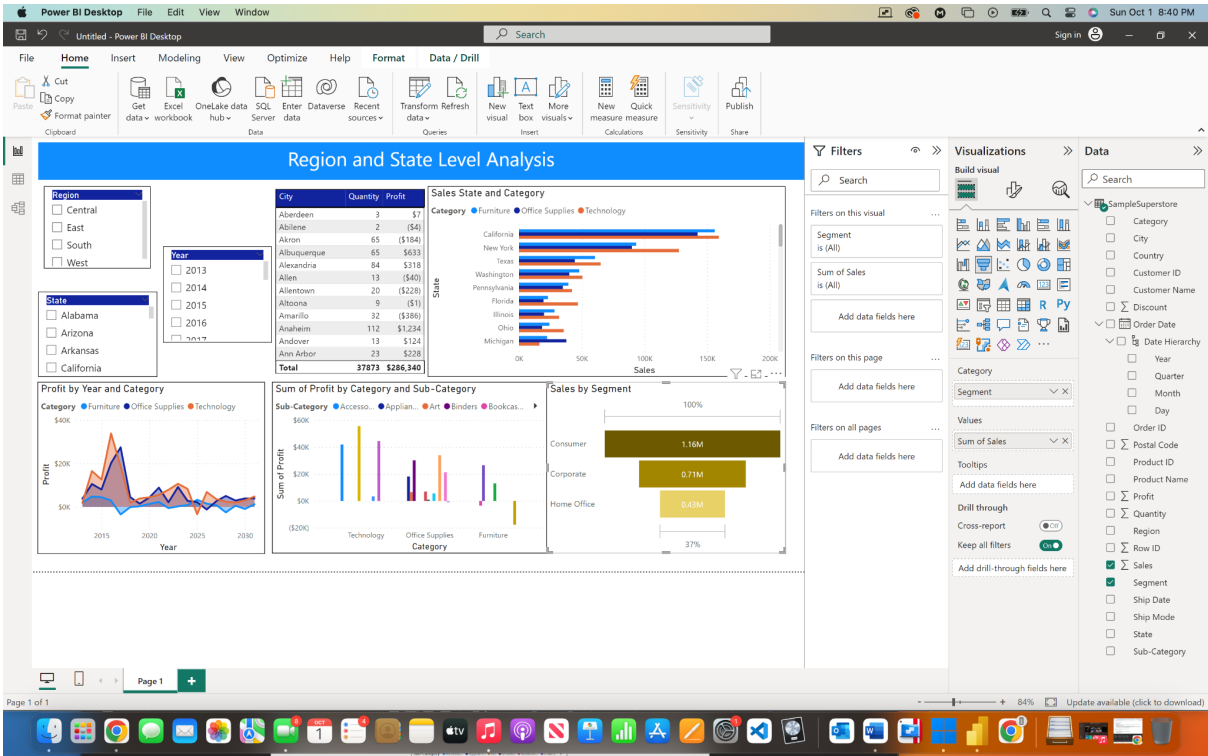 Power BI Desktop File Edit View Window
Sun Oct 1 8:40 PM
Untitled - Power BI Desktop
Search
Sign in
File Home Insert Modeling View Optimize Help Format Data / Drill
Paste
Cut
Copy
Format painter
Get data
Excel workbook
OneLake data hub
SQL Server
Enter data
Dataverse
Recent sources
Transform data
Refresh
New visual
Text box
More visuals
New measure
Quick measure
Sensitivity
Publish
Clipboard
Data
Queries
Insert
Calculations
Sensitivity
Share
Region and State Level Analysis
Region
Central
East
South
West
Year
2013
2014
2015
2016
2017
State
Alabama
Arizona
Arkansas
California
City Quantity Profit
Aberdeen 3 $7
Abilene 2 ($4)
Akron 65 ($184)
Albuquerque 65 $633
Alexandria 84 $318
Allen 13 ($40)
Allentown 20 ($228)
Altoona 9 ($1)
Amarillo 32 ($386)
Anaheim 112 $1,234
Andover 13 $124
Ann Arbor 23 $228
Total 37873 $286,340
Sales State and Category
Category Furniture Office Supplies Technology
State
California
New York
Texas
Washington
Pennsylvania
Florida
Illinois
Ohio
Michigan
0K 50K 100K 150K 200K
Sales
Profit by Year and Category
Category Furniture Office Supplies Technology
Profit
$40K
$20K
$0K
2015 2020 2025 2030
Year
Sum of Profit by Category and Sub-Category
Sub-Category Accesso... Applian... Art Binders Bookcas...
Sum of Profit
$60K
$40K
$20K
$0K
($20K)
Technology Office Supplies Furniture
Category
Sales by Segment
100%
Consumer 1.16M
Corporate 0.71M
Home Office 0.43M
37%
Filters
Search
Filters on this visual
Segment
is (All)
Sum of Sales
is (All)
Add data fields here
Filters on this page
Add data fields here
Filters on all pages
Add data fields here
Visualizations
Build visual
R Py
Category
Segment
Values
Sum of Sales
Tooltips
Add data fields here
Drill through
Cross-report Off
Keep all filters On
Add drill-through fields here
Data
Search
SampleSuperstore
Category
City
Country
Customer ID
Customer Name
Discount
Order Date
Date Hierarchy
Year
Quarter
Month
Day
Order ID
Postal Code
Product ID
Product Name
Profit
Quantity
Region
Row ID
Sales
Segment
Ship Date
Ship Mode
State
Sub-Category
Page 1
Page 1 of 1
84%
Update available (click to download)
OCT
1
tv